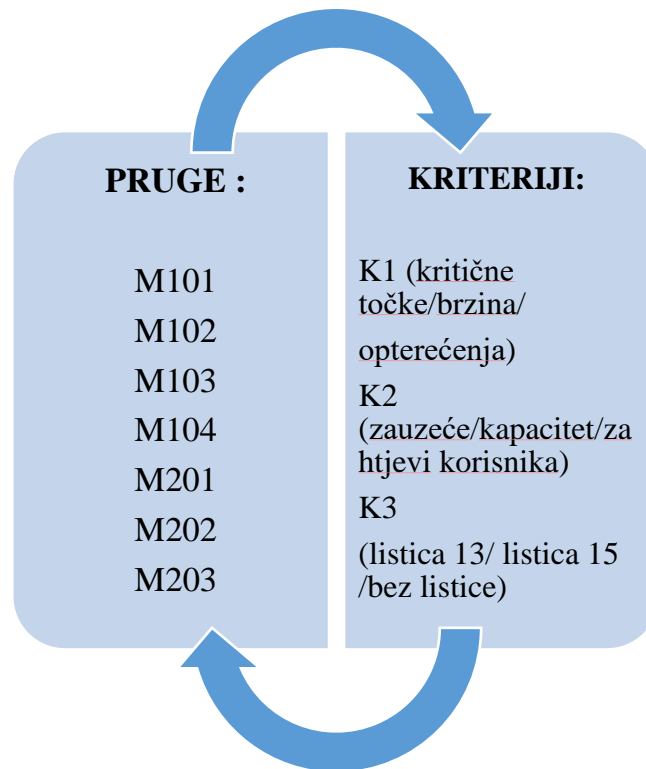 PRUGE :
M101
M102
M103
M104
M201
M202
M203
KRITERIJI:
K1 (kritične
točke/brzina/
opterećenja)
K2
(zauzeće/kapacitet/za
htjevi korisnika)
K3
(listica 13/ listica 15
/bez listice)